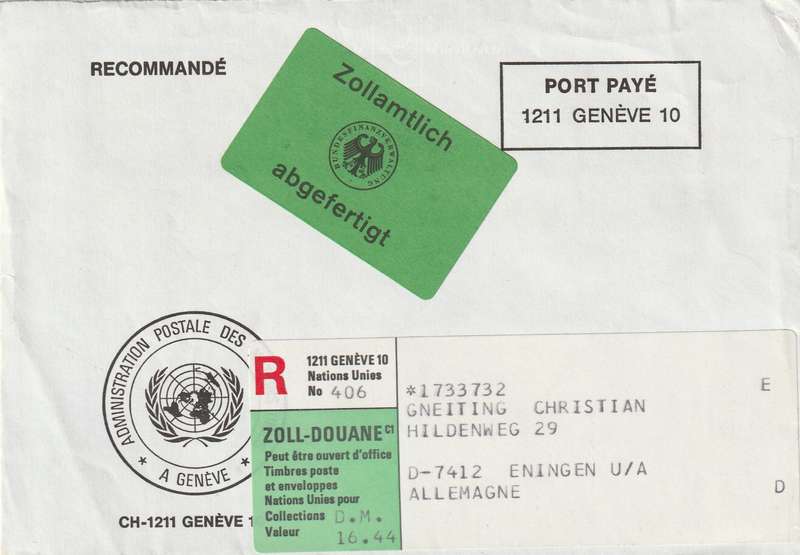 RECOMMANDÉ
Zollamtlich
BUNDESFINANZVERWALTUNG
abgefertigt
PORT PAYÉ
1211 GENÈVE 10
ADMINISTRATION POSTALE DES
A GENÈVE
CH-1211 GENÈVE 1
R
1211 GENÈVE 10
Nations Unies
No 406
ZOLL-DOUANE C1
Peut être ouvert d'office
Timbres poste
et enveloppes
Nations Unies pour
Collections D.M.
Valeur 16.44
*1733732 E
GNEITING CHRISTIAN
HILDENWEG 29
D-7412 ENINGEN U/A
ALLEMAGNE D